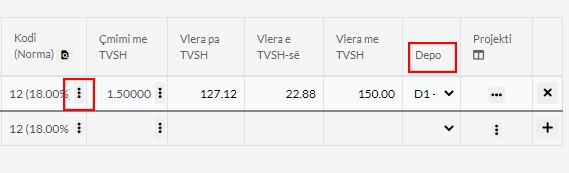 Kodi (Norma)
Çmimi me TVSH
Vlera pa TVSH
Vlera e TVSH-së
Vlera me TVSH
Depo
Projekti
12 (18.00% 1.50000 127.12 22.88 150.00 D1 -
12 (18.00%